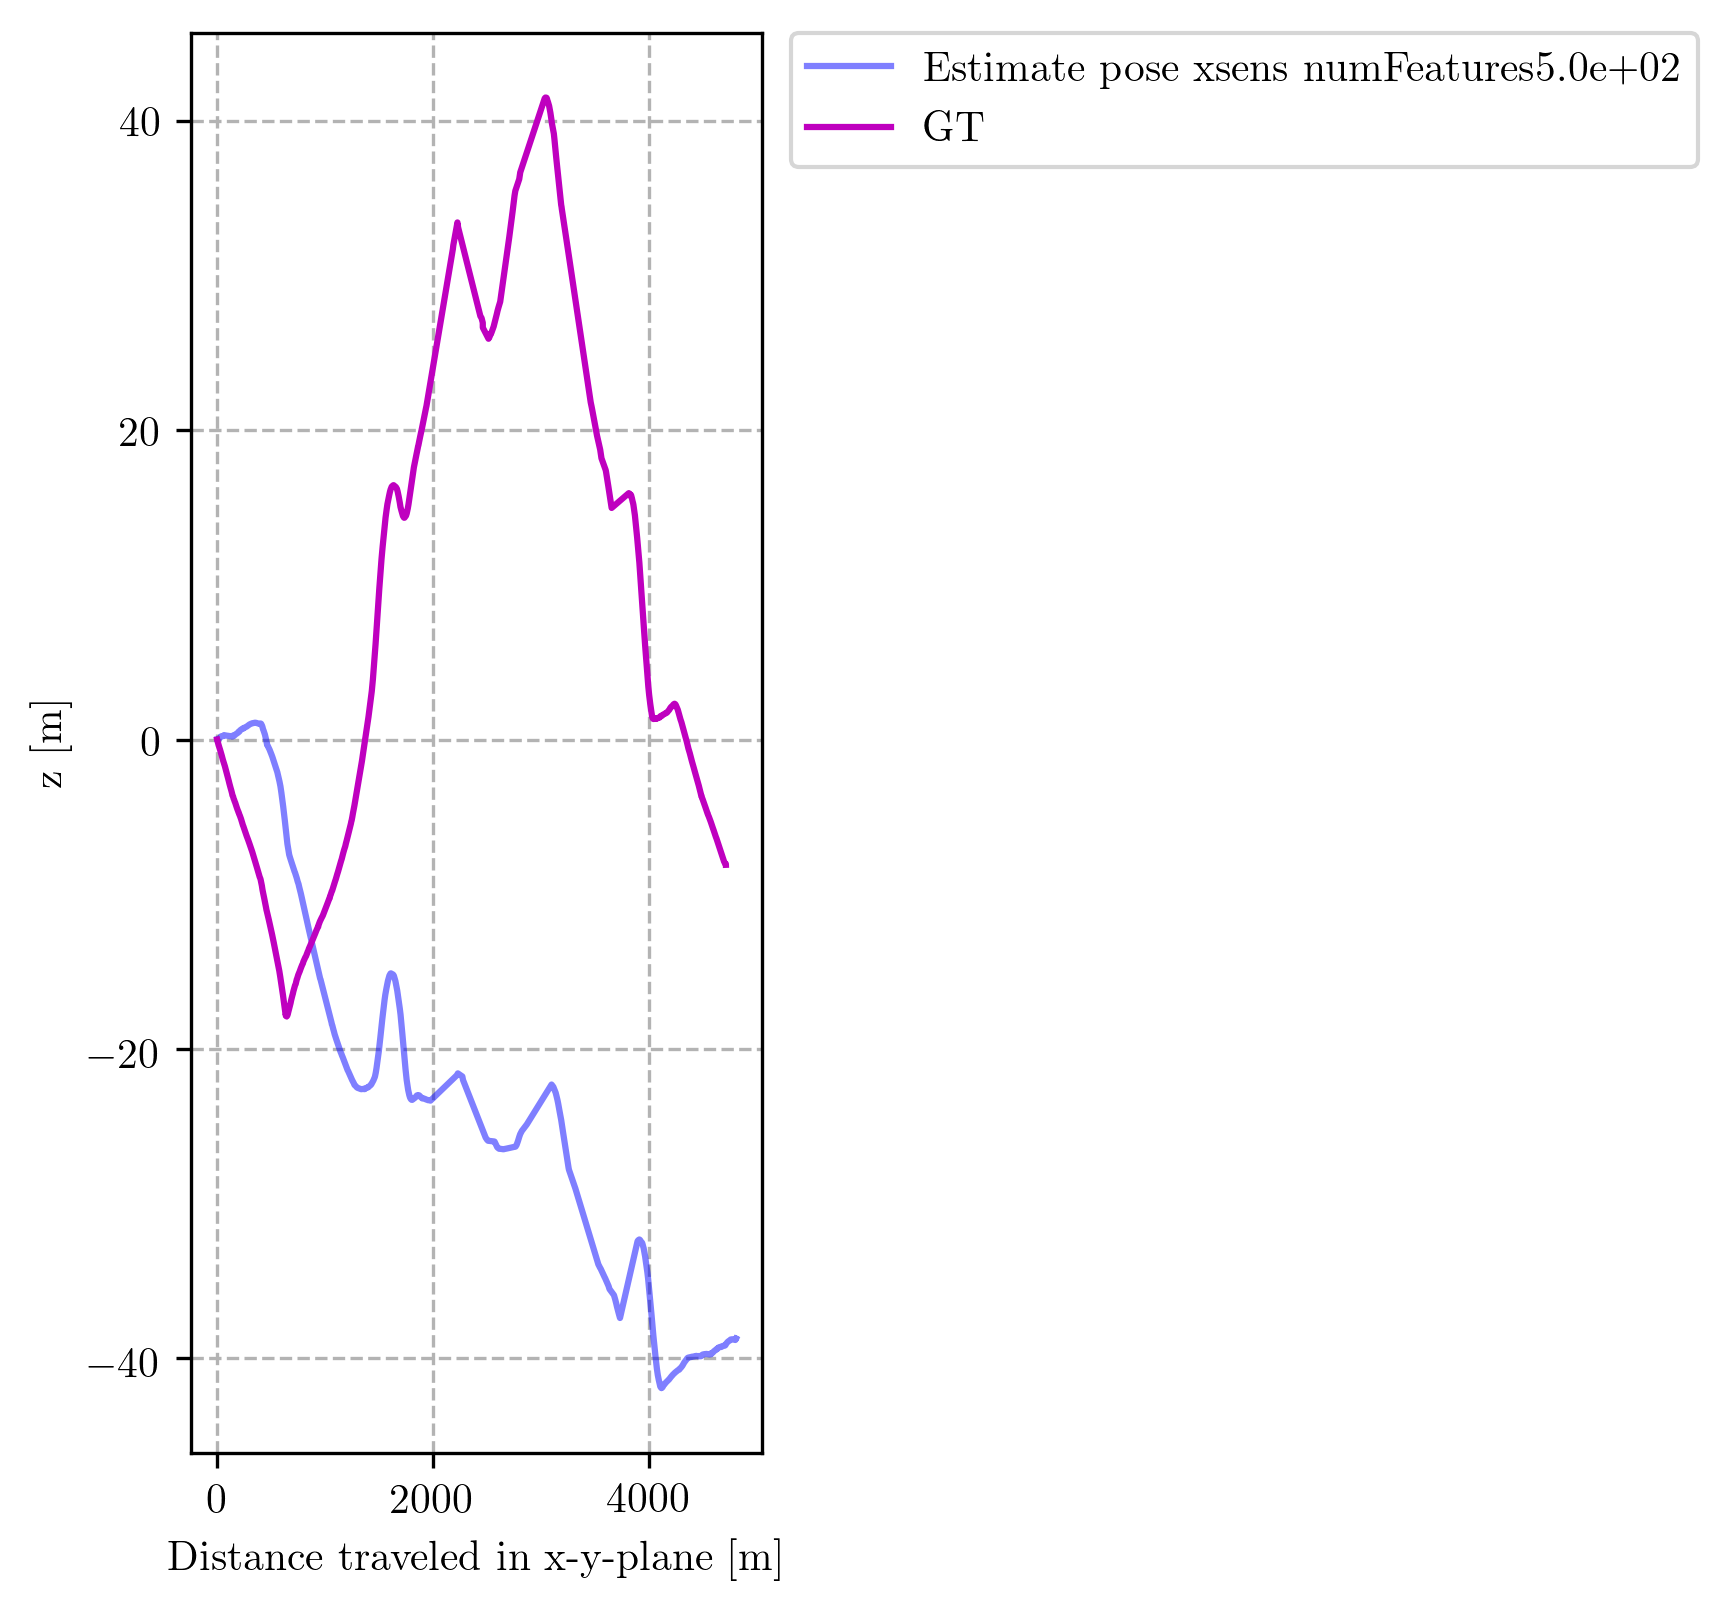 Estimate pose xsens numFeatures5.0e+02
GT
40
20
0
−20
−40
z [m]
0 2000 4000
Distance traveled in x-y-plane [m]